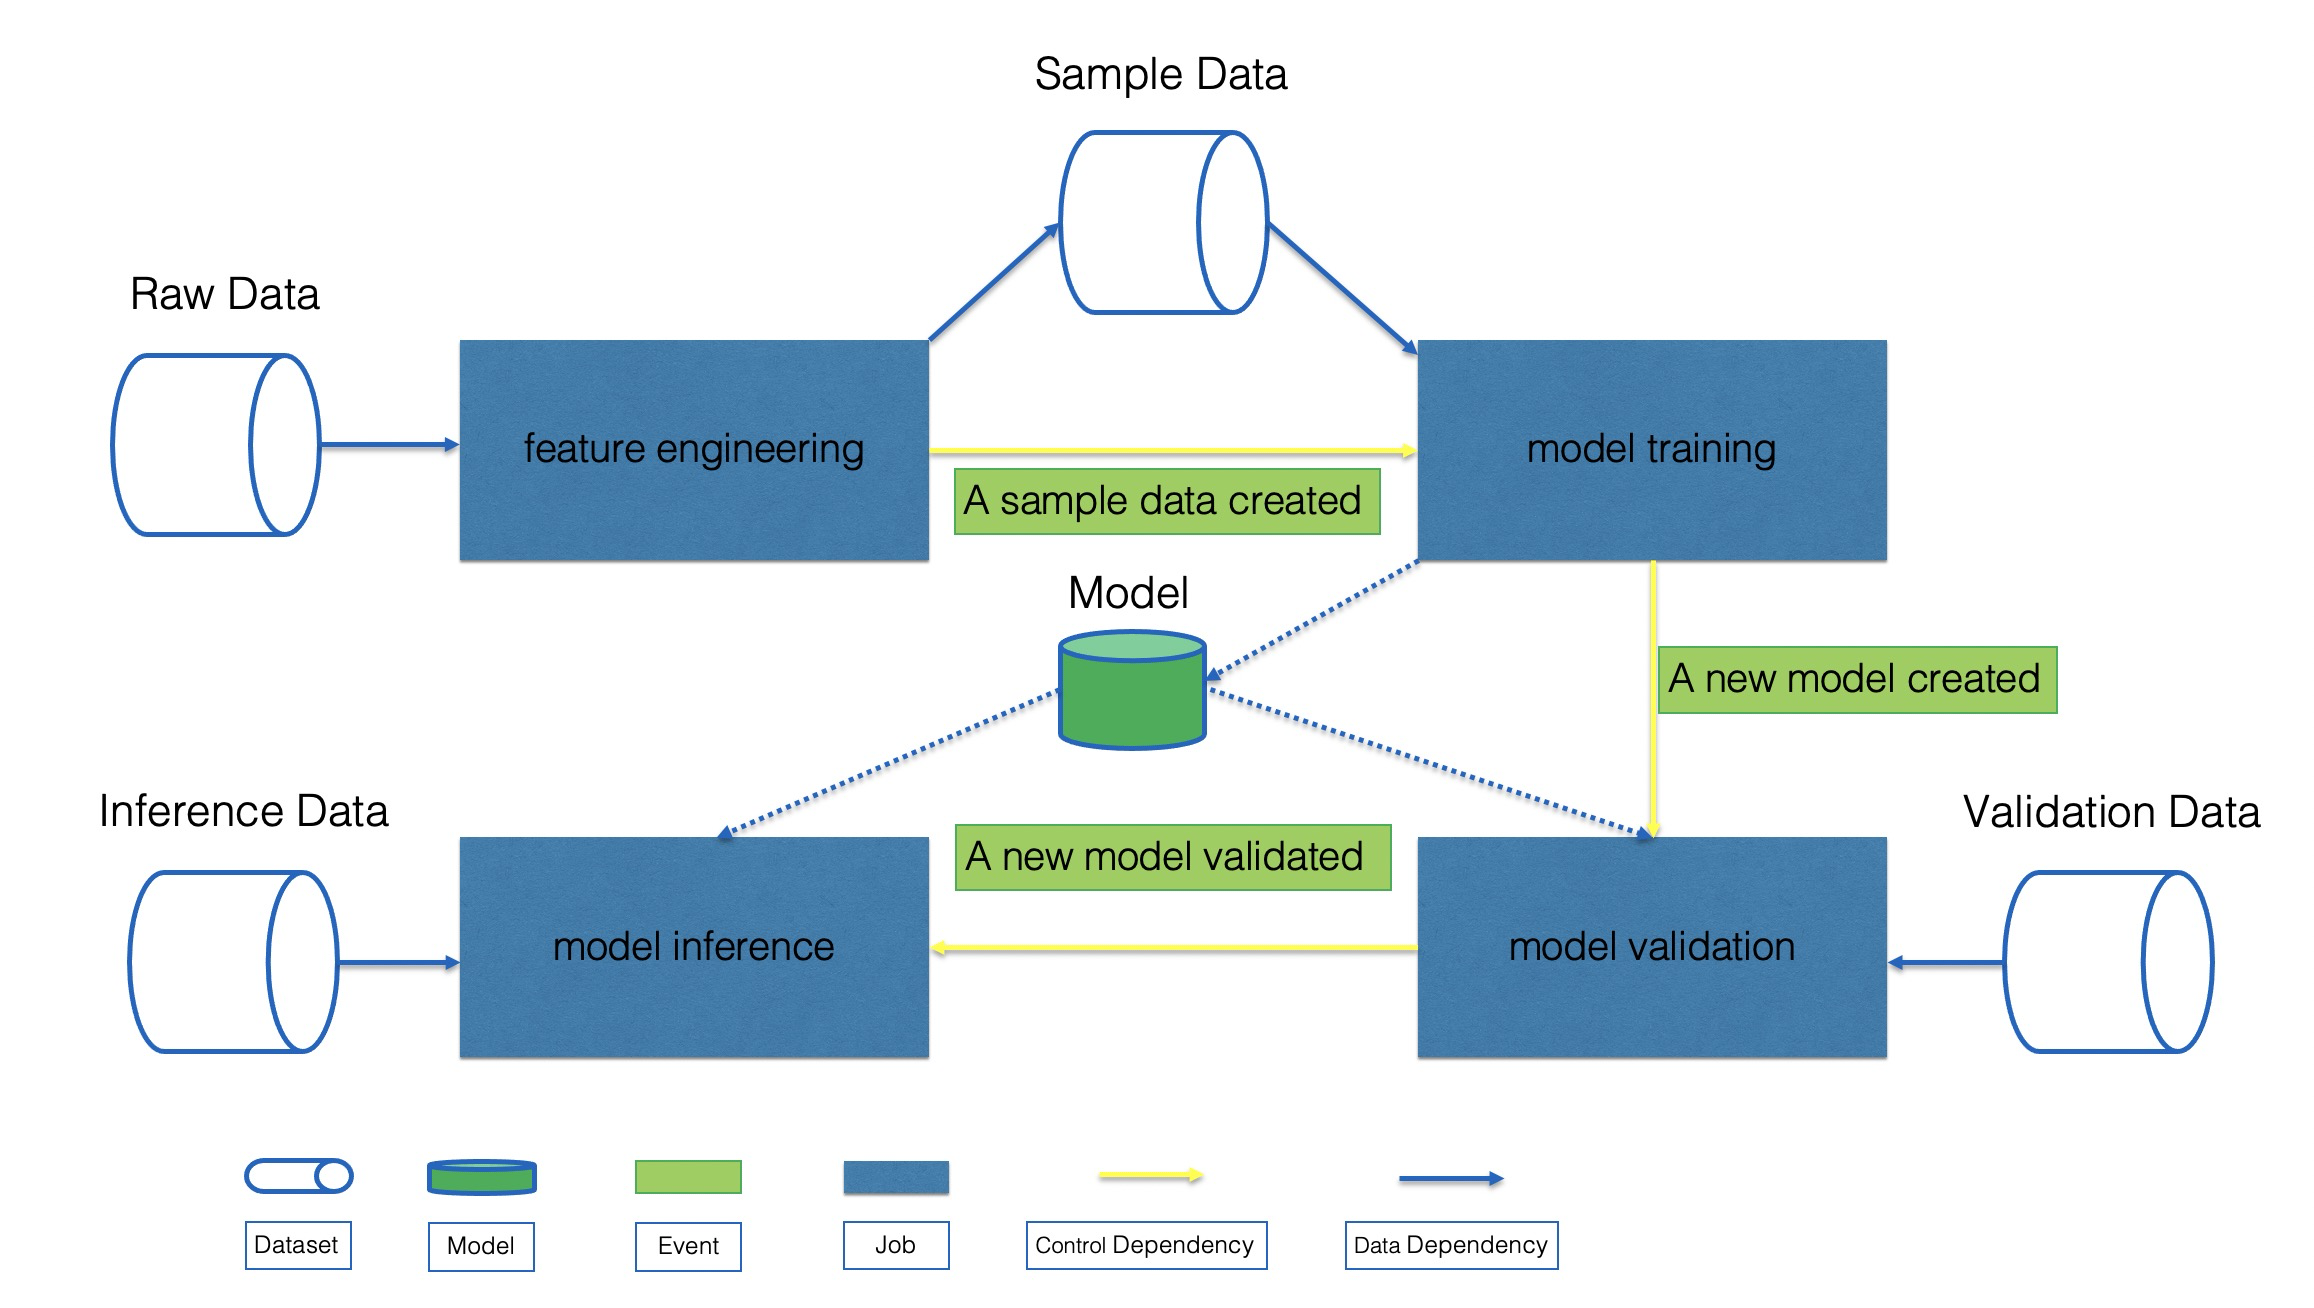 Sample Data
Raw Data
feature engineering
model training
A sample data created
Model
A new model created
Inference Data
Validation Data
A new model validated
model inference
model validation
Dataset
Model
Event
Job
Control Dependency
Data Dependency